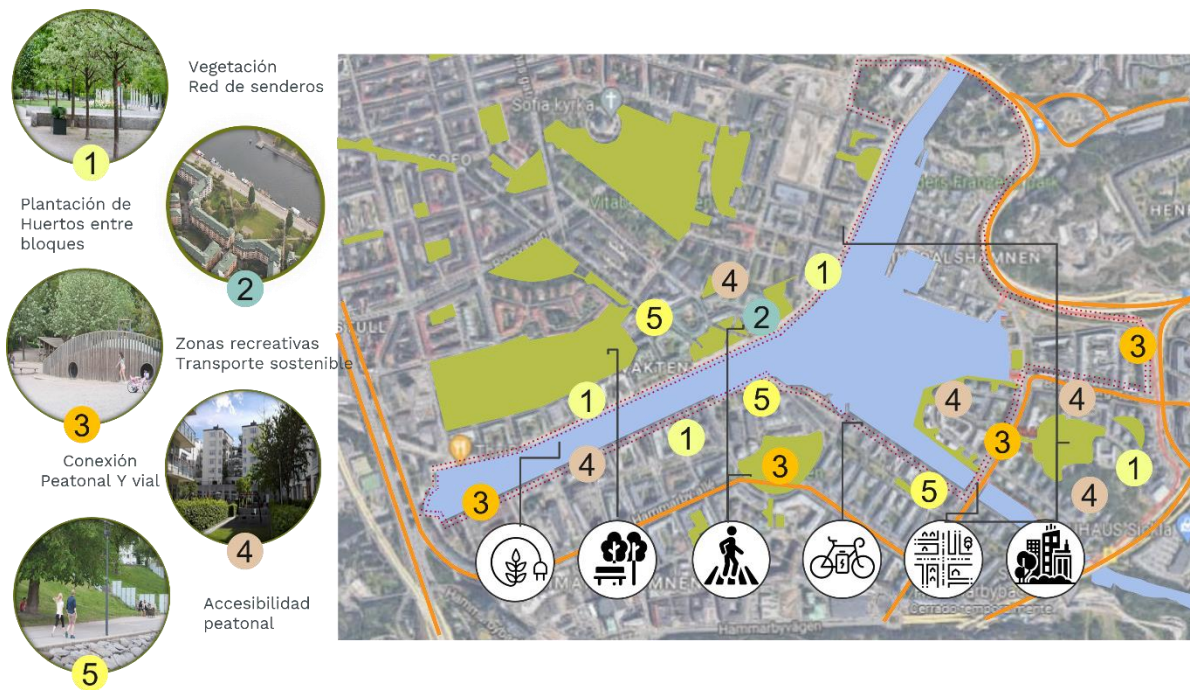 Vegetación
Red de senderos
1
Plantación de
Huertos entre
bloques
2
Zonas recreativas
Transporte sostenible
3
Conexión
Peatonal Y vial
4
Accesibilidad
peatonal
5
Sofia kyrka
SOFO
1
4
2
5
3
1
5
4
4
1
3
3
1
4
5
4
3
Hammarbyvägen
Cerrado temporalmente